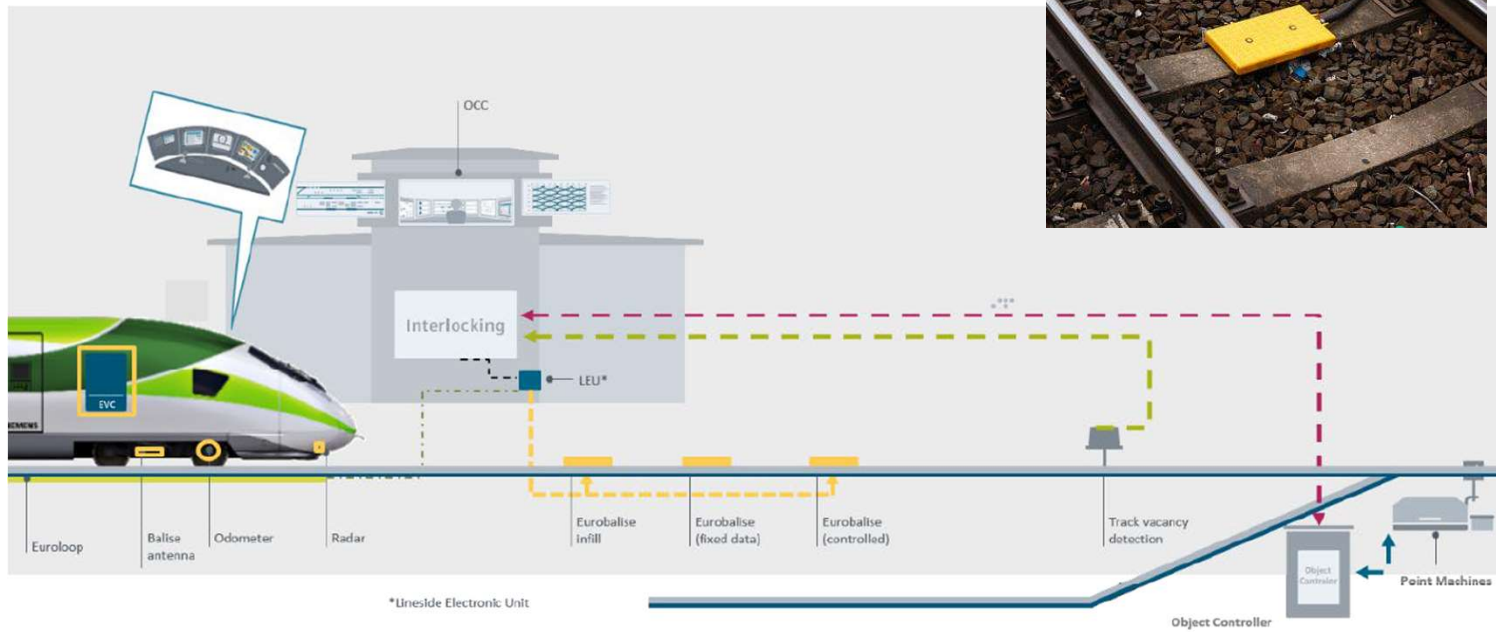 OCC
Interlocking
LEU*
EVC
SIEMENS
Euroloop
Balise
antenna
Odometer
Radar
Eurobalise
infill
Eurobalise
(fixed data)
Eurobalise
(controlled)
Track vacancy
detection
Object
Controler
Point Machines
*Lineside Electronic Unit
Object Controller